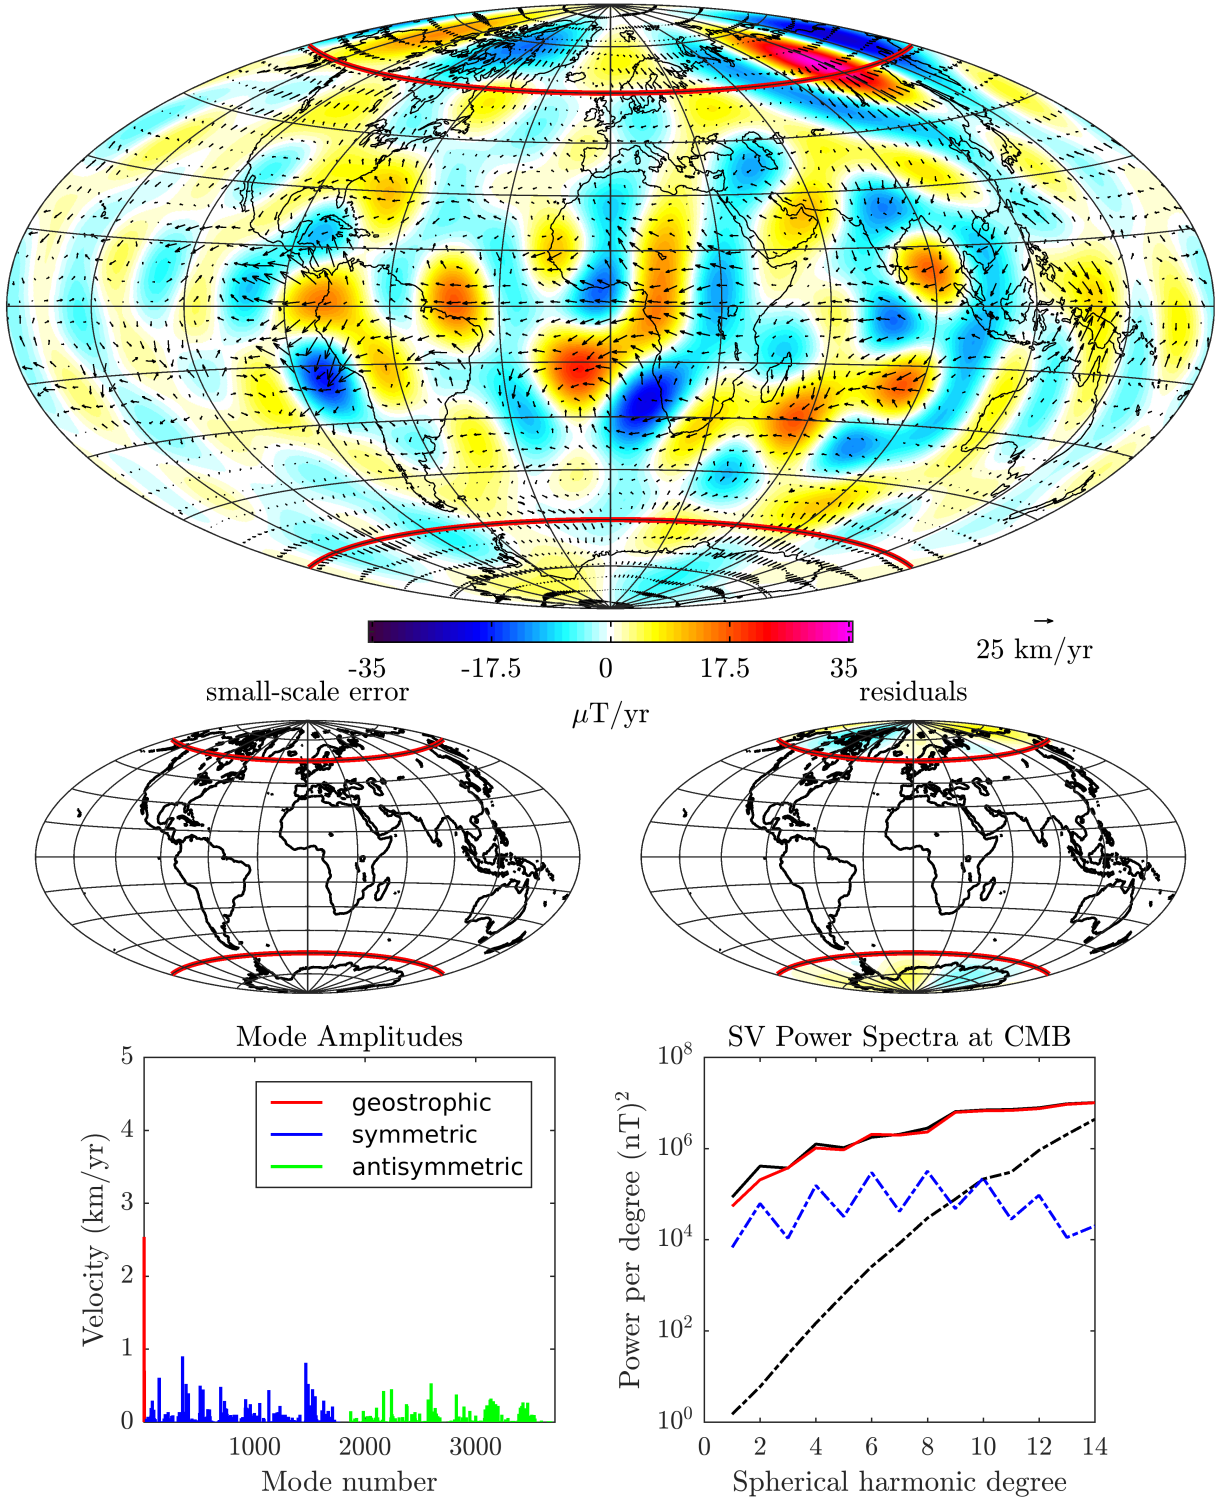 -35 -17.5 0 17.5 35
25 km/yr
μT/yr
small-scale error
residuals
Mode Amplitudes
5
4
3
2
1
0
Velocity (km/yr)
geostrophic
symmetric
antisymmetric
1000 2000 3000
Mode number
SV Power Spectra at CMB
10^8
10^6
10^4
10^2
10^0
Power per degree (nT)^2
0 2 4 6 8 10 12 14
Spherical harmonic degree